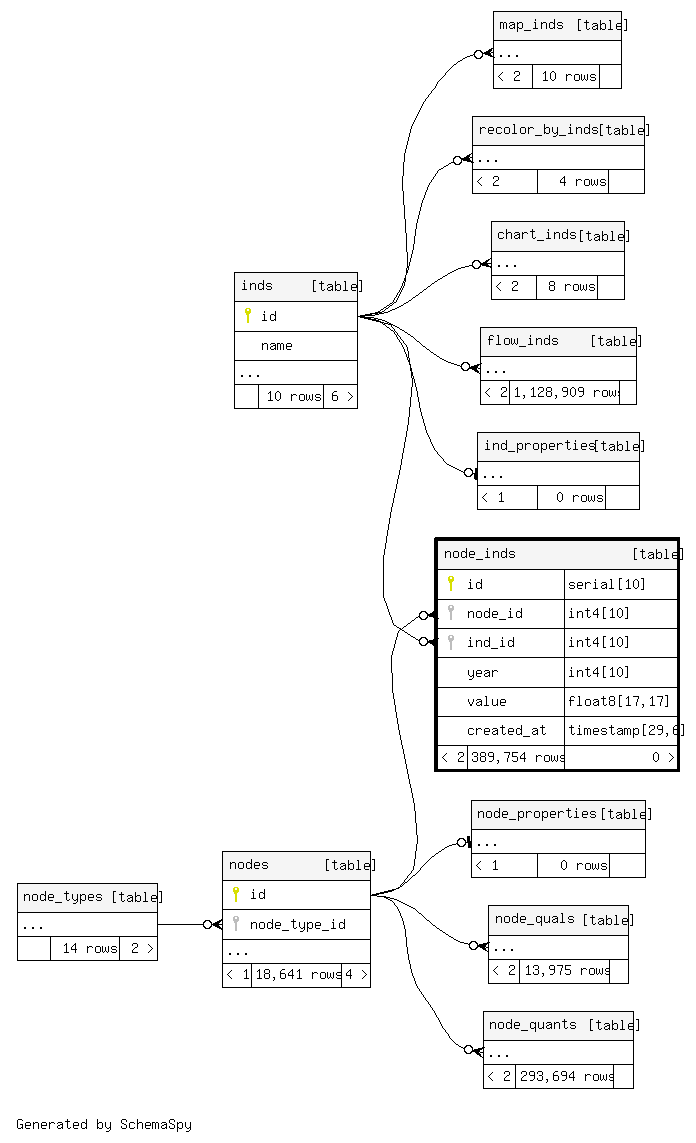 map_inds [table]
...
< 2 10 rows
recolor_by_inds[table]
...
< 2 4 rows
chart_inds[table]
...
< 2 8 rows
inds [table]
id
name
...
10 rows 6 >
flow_inds [table]
...
< 2 1,128,909 rows
ind_properties[table]
...
< 1 0 rows
node_inds [table]
id serial[10]
node_id int4[10]
ind_id int4[10]
year int4[10]
value float8[17,17]
created_at timestamp[29,6]
< 2 389,754 rows 0 >
node_properties [table]
...
< 1 0 rows
nodes [table]
id
node_type_id
...
< 1 18,641 rows 4 >
node_types [table]
...
14 rows 2 >
node_quals [table]
...
< 2 13,975 rows
node_quants [table]
...
< 2 293,694 rows
Generated by SchemaSpy